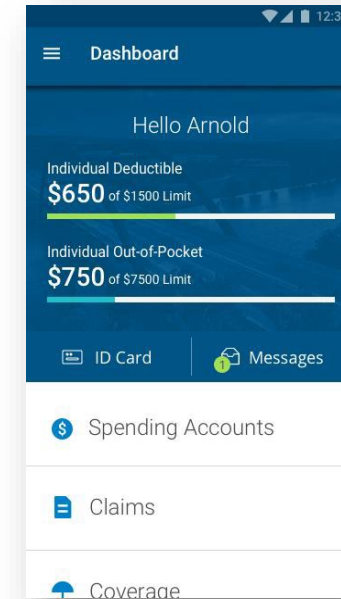 12:3
Dashboard
Hello Arnold
Individual Deductible
$650 of $1500 Limit
Individual Out-of-Pocket
$750 of $7500 Limit
ID Card
1
Messages
Spending Accounts
Claims
Coverage